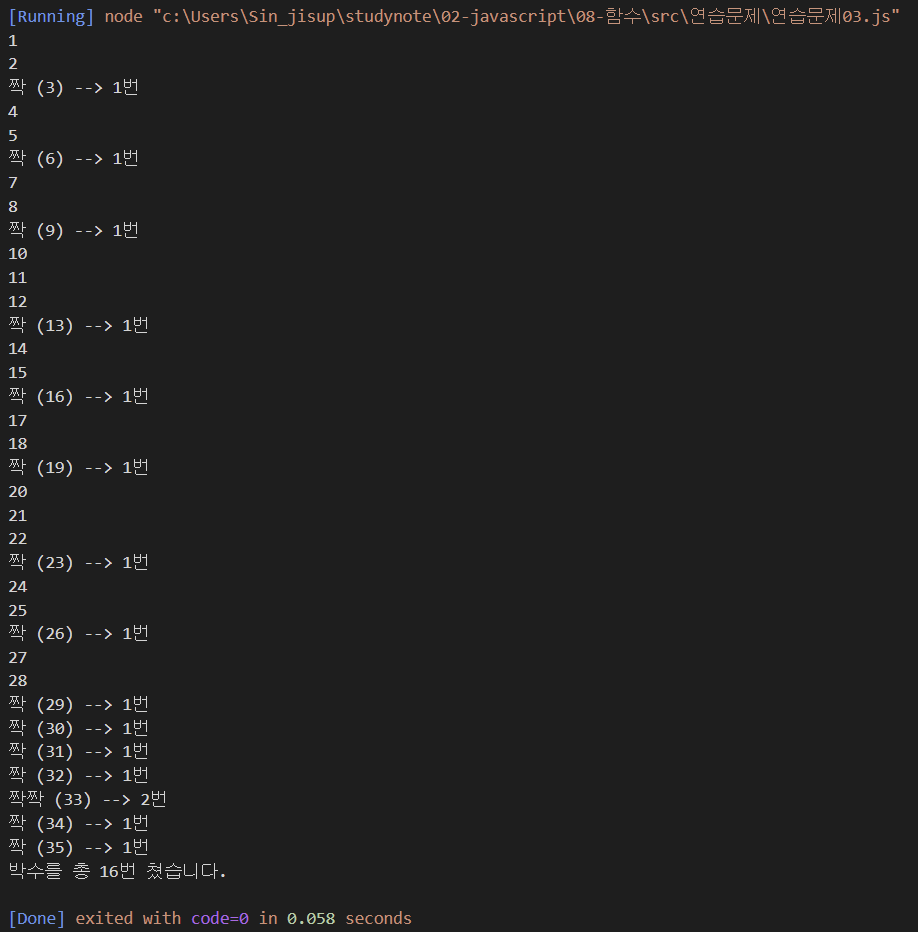 [Running] node "c:\Users\Sin_jisup\studynote\02-javascript\08-함수\src\연습문제\연습문제03.js"
1
2
짝 (3) --> 1번
4
5
짝 (6) --> 1번
7
8
짝 (9) --> 1번
10
11
12
짝 (13) --> 1번
14
15
짝 (16) --> 1번
17
18
짝 (19) --> 1번
20
21
22
짝 (23) --> 1번
24
25
짝 (26) --> 1번
27
28
짝 (29) --> 1번
짝 (30) --> 1번
짝 (31) --> 1번
짝 (32) --> 1번
짝짝 (33) --> 2번
짝 (34) --> 1번
짝 (35) --> 1번
박수를 총 16번 쳤습니다.
[Done] exited with code=0 in 0.058 seconds